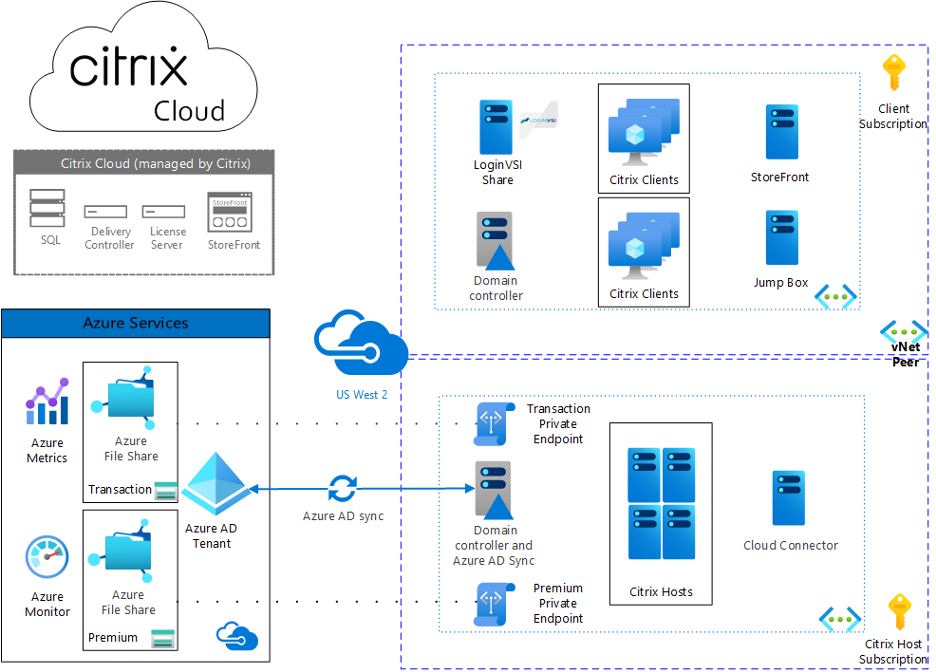 citrix
Cloud
Citrix Cloud (managed by Citrix)
StoreFront
SQL
Delivery
Controller
License
Server
StoreFront
Client
Subscription
LoginVSI
Share
LOGINVSI
Citrix Clients
StoreFront
Domain
controller
Citrix Clients
Jump Box
vNet
Peer
US West 2
Azure Services
Azure
Metrics
Azure
File Share
Transaction
Azure AD
Tenant
Azure
Monitor
Azure
File Share
Premium
Azure AD sync
Transaction
Private
Endpoint
Domain
controller and
Azure AD Sync
Premium
Private
Endpoint
Citrix Hosts
Cloud Connector
Citrix Host
Subscription